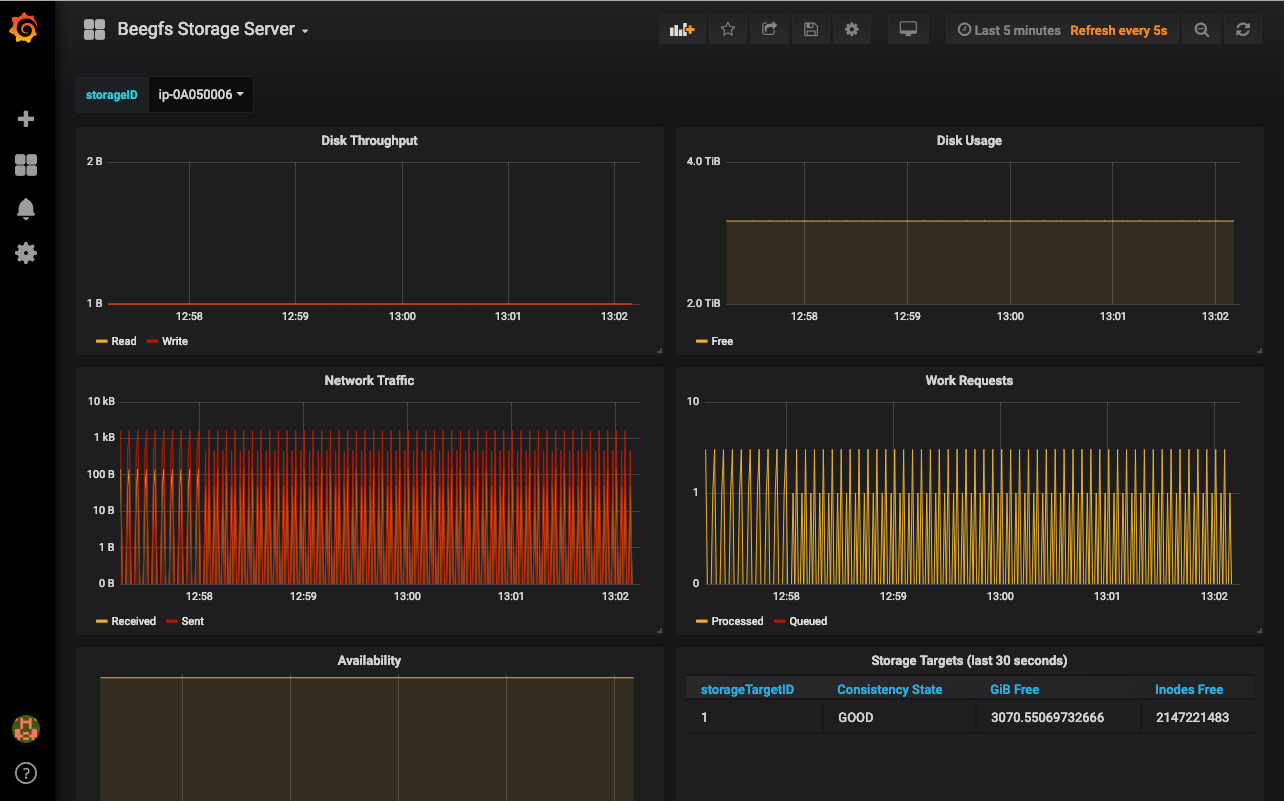 Beegfs Storage Server
Last 5 minutes Refresh every 5s
storageID ip-0A050006
Disk Throughput
2 B
1 B
12:58 12:59 13:00 13:01 13:02
Read Write
Disk Usage
4.0 TiB
2.0 TiB
12:58 12:59 13:00 13:01 13:02
Free
Network Traffic
10 kB
1 kB
100 B
10 B
1 B
0 B
12:58 12:59 13:00 13:01 13:02
Received Sent
Work Requests
10
1
0
12:58 12:59 13:00 13:01 13:02
Processed Queued
Availability
Storage Targets (last 30 seconds)
storageTargetID Consistency State GiB Free Inodes Free
1 GOOD 3070.55069732666 2147221483
?